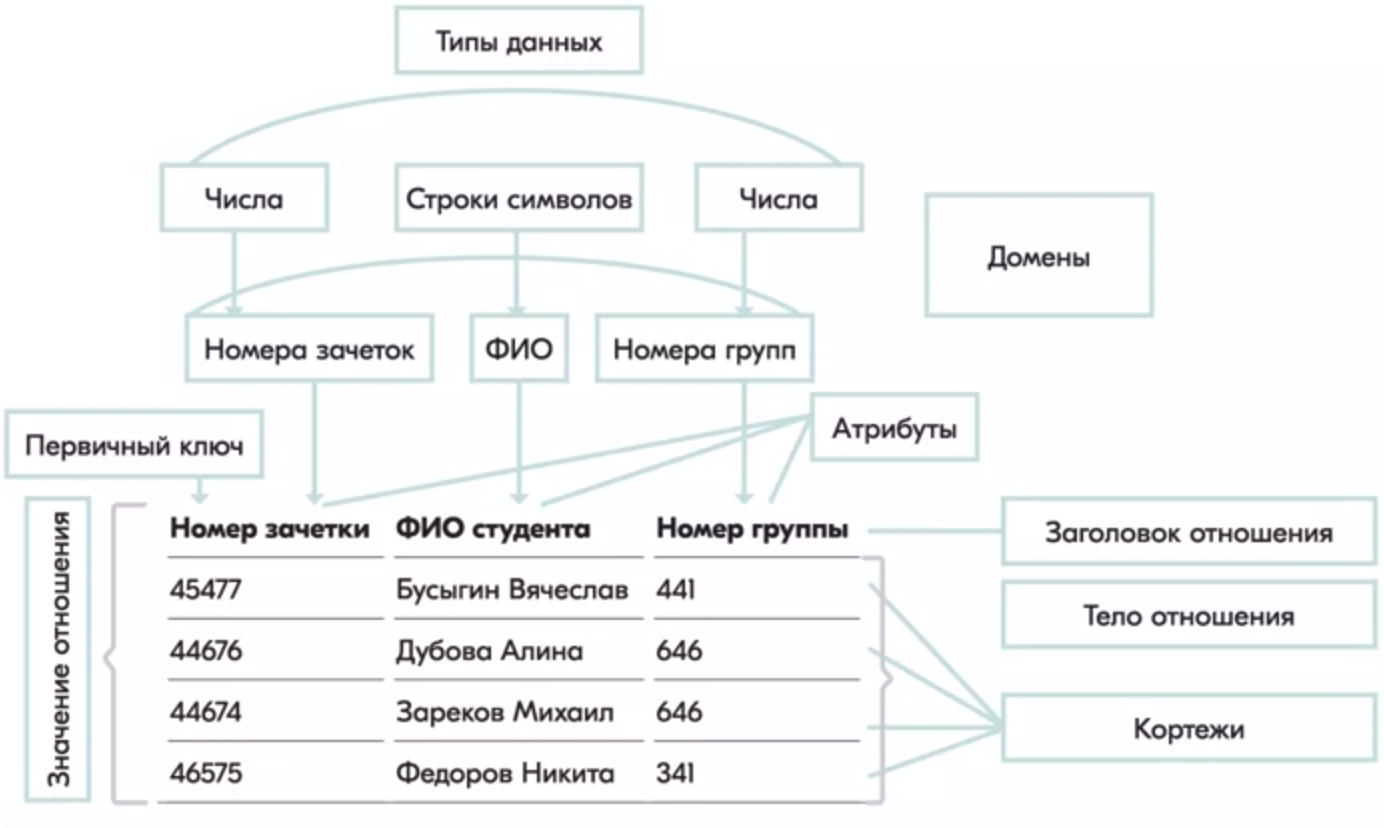 Типы данных
Числа
Строки символов
Числа
Домены
Номера зачеток
ФИО
Номера групп
Атрибуты
Первичный ключ
Значение отношения
Номер зачетки ФИО студента Номер группы
Заголовок отношения
45477 Бусыгин Вячеслав 441
Тело отношения
44676 Дубова Алина 646
44674 Зареков Михаил 646
Кортежи
46575 Федоров Никита 341